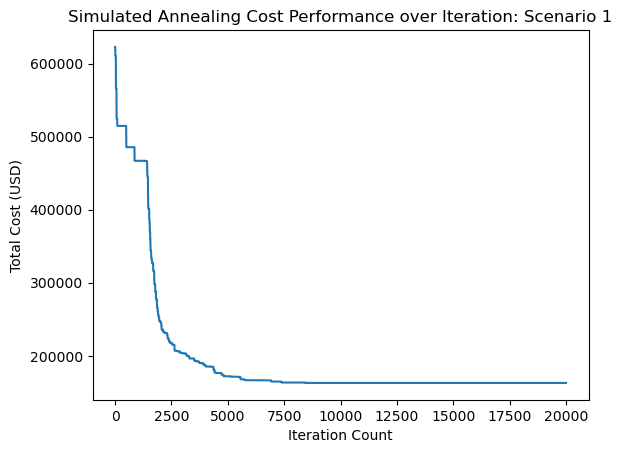 Simulated Annealing Cost Performance over Iteration: Scenario 1
600000
500000
400000
300000
200000
Total Cost (USD)
0 2500 5000 7500 10000 12500 15000 17500 20000
Iteration Count